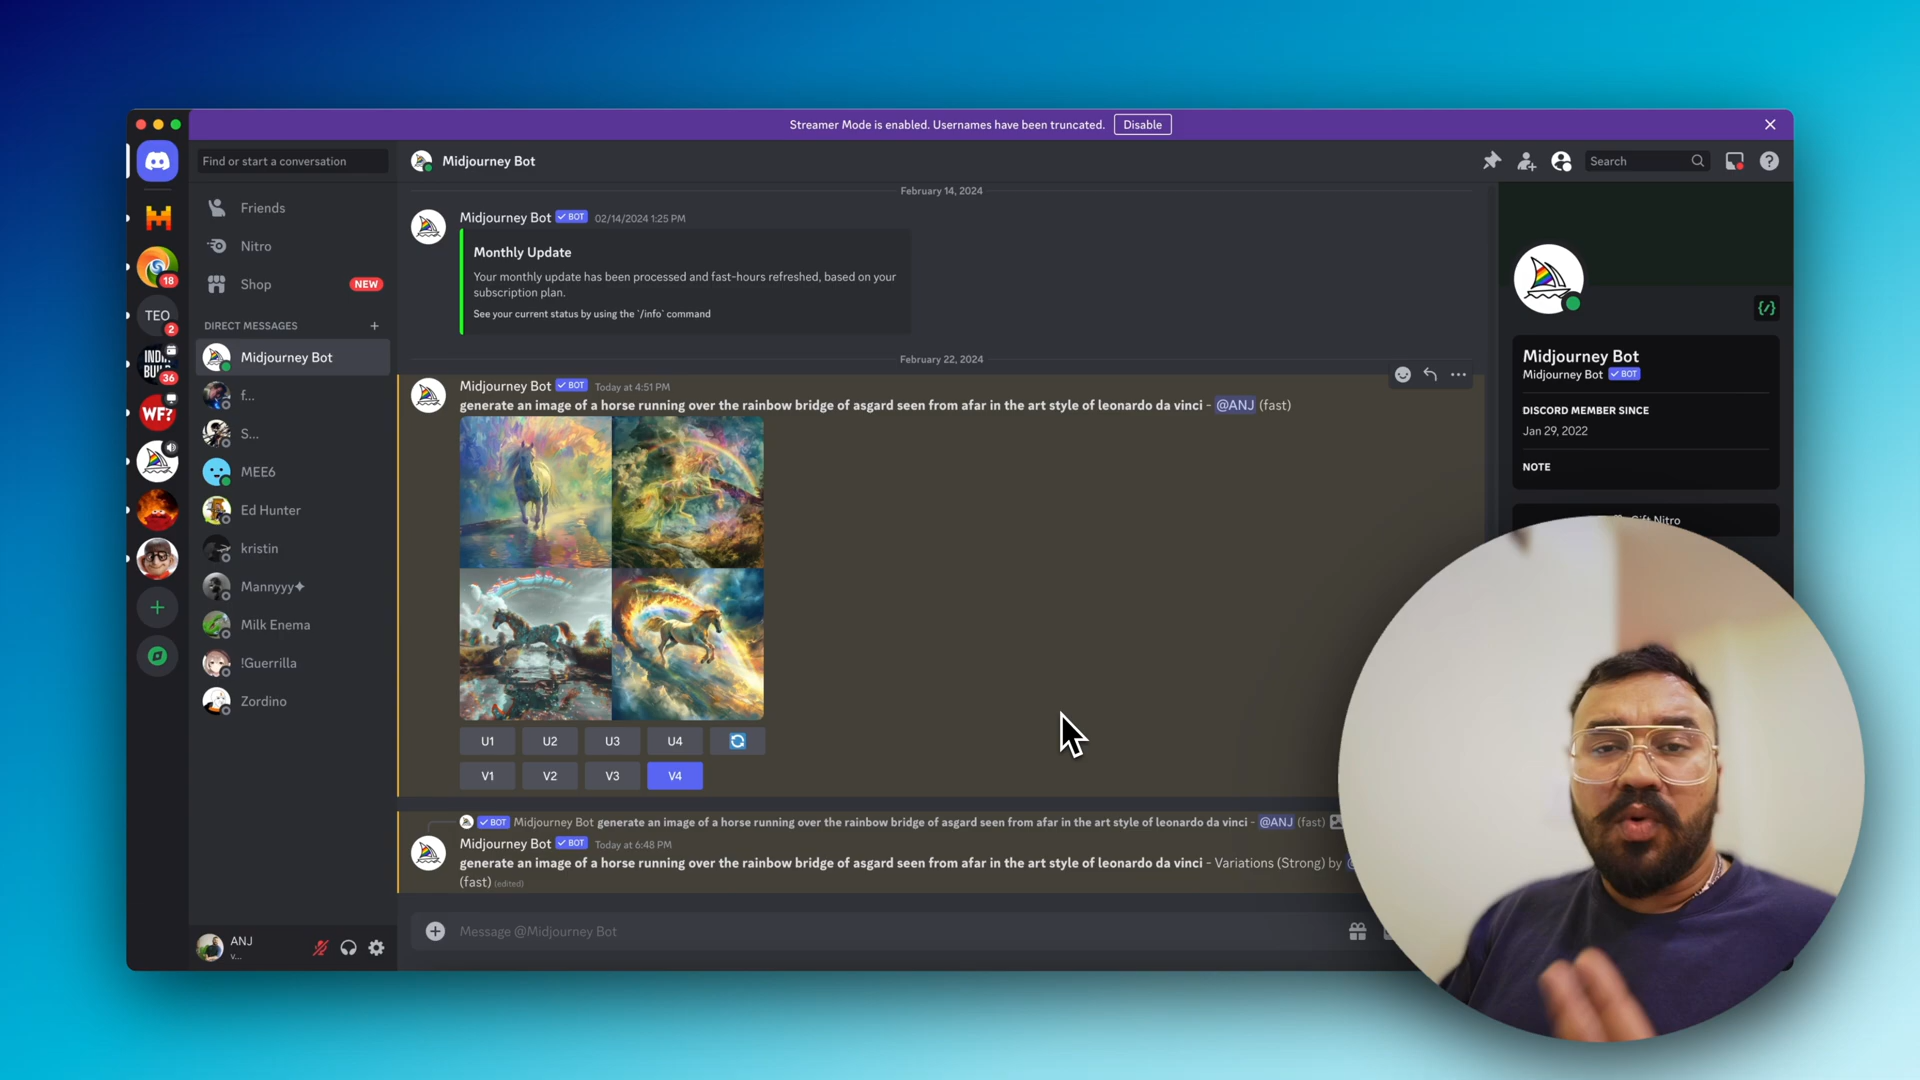 Streamer Mode is enabled. Usernames have been truncated. Disable
Find or start a conversation
Midjourney Bot
Search
Friends
Nitro
Shop NEW
DIRECT MESSAGES
Midjourney Bot
f...
S...
MEE6
Ed Hunter
kristin
Mannyyy✦
Milk Enema
!Guerrilla
Zordino
18
TEO
2
INDI
BUIL
36
WF?
ANJ
v...
February 14, 2024
Midjourney Bot ✓ BOT 02/14/2024 1:25 PM
Monthly Update
Your monthly update has been processed and fast-hours refreshed, based on your
subscription plan.
See your current status by using the `/info` command
February 22, 2024
Midjourney Bot ✓ BOT Today at 4:51 PM
generate an image of a horse running over the rainbow bridge of asgard seen from afar in the art style of leonardo da vinci - @ANJ (fast)
U1 U2 U3 U4
V1 V2 V3 V4
✓ BOT Midjourney Bot generate an image of a horse running over the rainbow bridge of asgard seen from afar in the art style of leonardo da vinci - @ANJ (fast)
Midjourney Bot ✓ BOT Today at 6:48 PM
generate an image of a horse running over the rainbow bridge of asgard seen from afar in the art style of leonardo da vinci - Variations (Strong) by
(fast) (edited)
Message @Midjourney Bot
Midjourney Bot
Midjourney Bot ✓ BOT
DISCORD MEMBER SINCE
Jan 29, 2022
NOTE
Gift Nitro